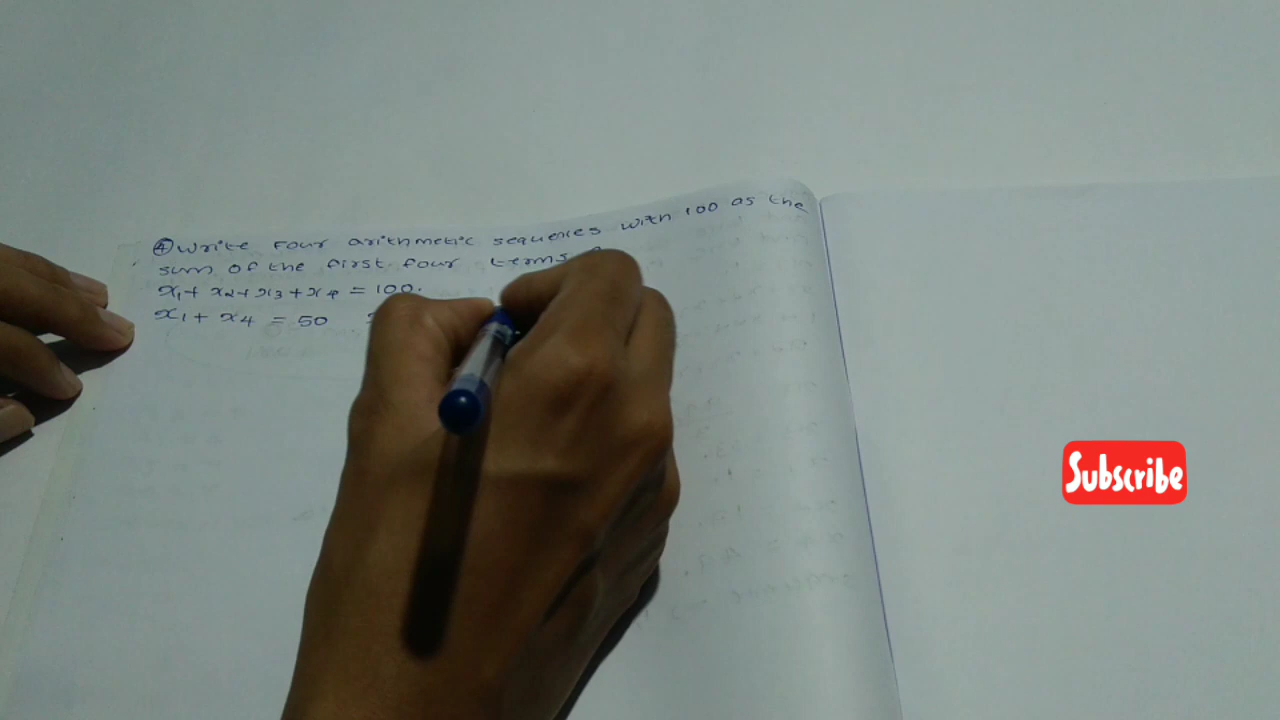 ④ Write Four arithmetic sequences with 100 as the
sum of the first four terms
x₁ + x₂ + x₃ + x₄ = 100.
x₁ + x₄ = 50
Subscribe